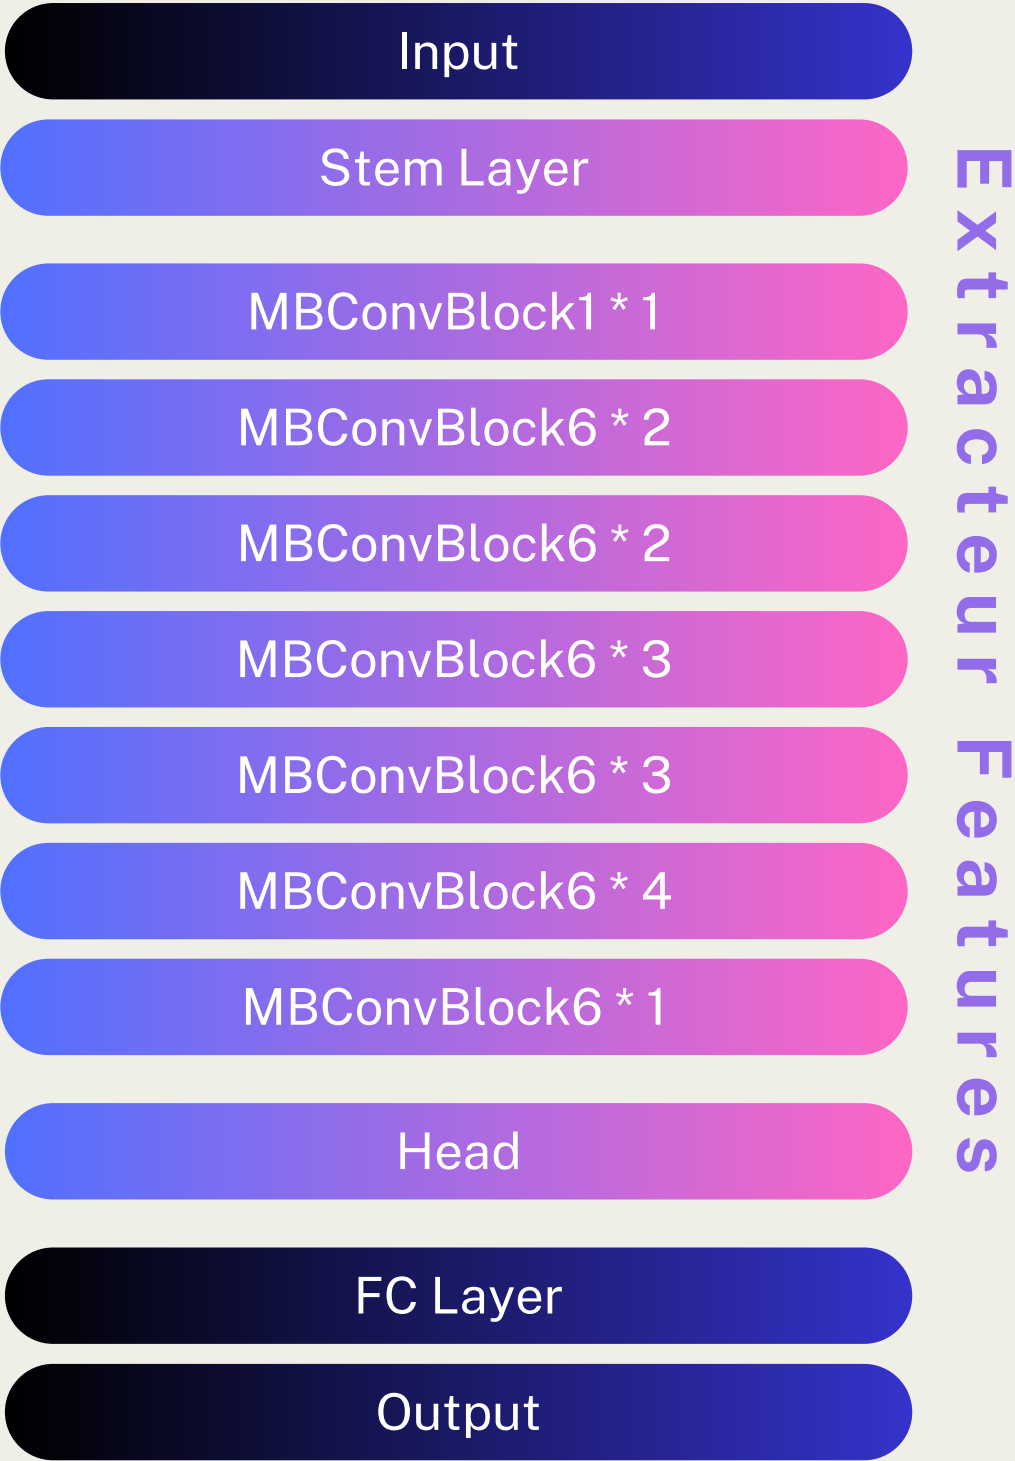 Input
Stem Layer
MBConvBlock1 * 1
MBConvBlock6 * 2
MBConvBlock6 * 2
MBConvBlock6 * 3
MBConvBlock6 * 3
MBConvBlock6 * 4
MBConvBlock6 * 1
Head
FC Layer
Output
Extracteur Features